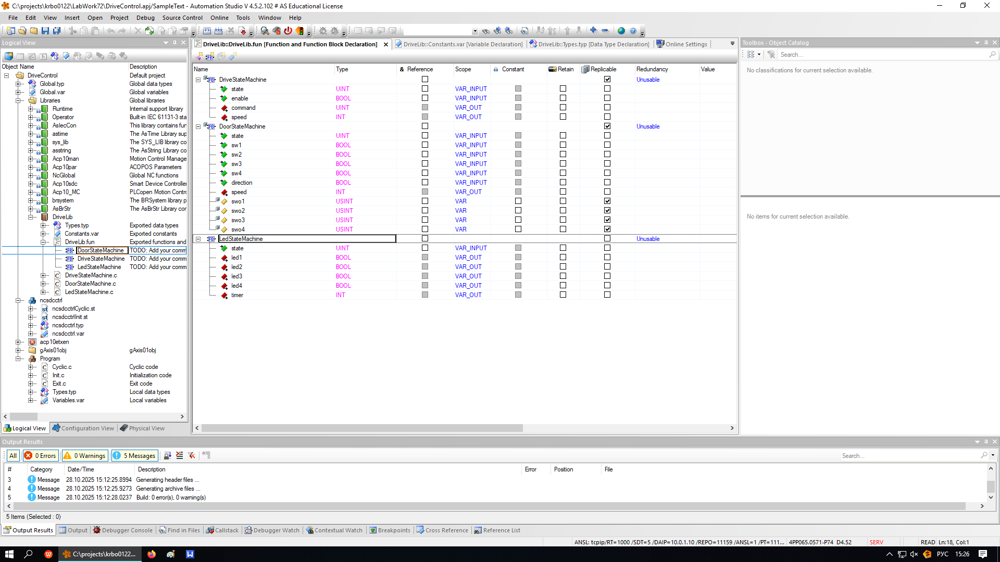 C:\projects\krbo0122\LabWork72\DriveControl.apj/SampleText - Automation Studio V 4.5.2.102 # AS Educational License
File Edit View Insert Open Project Debug Source Control Online Tools Window Help
Logical View
Object Name Description
DriveControl Default project
Global.typ Global data types
Global.var Global variables
Libraries Global libraries
Runtime Internal support library
Operator Built-in IEC 61131-3 sta
AsIecCon This library contains fun
astime The AsTime Library sup
sys_lib The SYS_LIB library co
asstring The AsString Library co
Acp10man Motion Control Manage
Acp10par ACOPOS Parameters
NcGlobal Global NC functions
Acp10sdc Smart Device Controller
Acp10_MC PLCopen Motion Contro
brsystem The BRSystem library p
AsBrStr The AsBrStr Library con
DriveLib
Types.typ Exported data types
Constants.var Exported constants
DriveLib.fun Exported functions and
DoorStateMachine TODO: Add your comm
DriveStateMachine TODO: Add your comm
LedStateMachine TODO: Add your comm
DriveStateMachine.c
DoorStateMachine.c
LedStateMachine.c
ncsdcctrl
ncsdcctrlCyclic.st
ncsdcctrlInit.st
ncsdcctrl.typ
ncsdcctrl.var
acp10etxen
gAxis01obj gAxis01obj
Program
Cyclic.c Cyclic code
Init.c Initialization code
Exit.c Exit code
Types.typ Local data types
Variables.var Local variables
Logical View Configuration View Physical View
DriveLib::DriveLib.fun [Function and Function Block Declaration] DriveLib::Constants.var [Variable Declaration] DriveLib::Types.typ [Data Type Declaration] Online Settings
Name Type & Reference Scope Constant Retain Replicable Redundancy Value
DriveStateMachine Unusable
state UINT VAR_INPUT
enable BOOL VAR_INPUT
command UINT VAR_OUT
speed INT VAR_OUT
DoorStateMachine Unusable
state UINT VAR_INPUT
sw1 BOOL VAR_INPUT
sw2 BOOL VAR_INPUT
sw3 BOOL VAR_INPUT
sw4 BOOL VAR_INPUT
direction BOOL VAR_INPUT
speed INT VAR_OUT
swo1 USINT VAR
swo2 USINT VAR
swo3 USINT VAR
swo4 USINT VAR
LedStateMachine Unusable
state UINT VAR_INPUT
led1 BOOL VAR_OUT
led2 BOOL VAR_OUT
led3 BOOL VAR_OUT
led4 BOOL VAR_OUT
timer INT VAR_OUT
Toolbox - Object Catalog
Search...
No classifications for current selection available.
No items for current selection available.
Output Results
All 0 Errors 0 Warnings 5 Messages
Search...
# Category Date/Time Description Error Position File
3 Message 28.10.2025 15:12:25.8994 Generating header files ...
4 Message 28.10.2025 15:12:25.9273 Generating archive files ...
5 Message 28.10.2025 15:12:28.0237 Build: 0 error(s), 0 warning(s)
5 Items (Selected : 0)
Output Results Output Debugger Console Find in Files Callstack Debugger Watch Contextual Watch Breakpoints Cross Reference Reference List
ANSL: tcpip/RT=1000 /SDT=5 /DAIP=10.0.1.10 /REPO=11159 /ANSL=1 /PT=111... 4PP065.0571-P74 D4.52 SERV READ Ln:18, Col:1
C:\projects\krbo0122... РУС 15:26